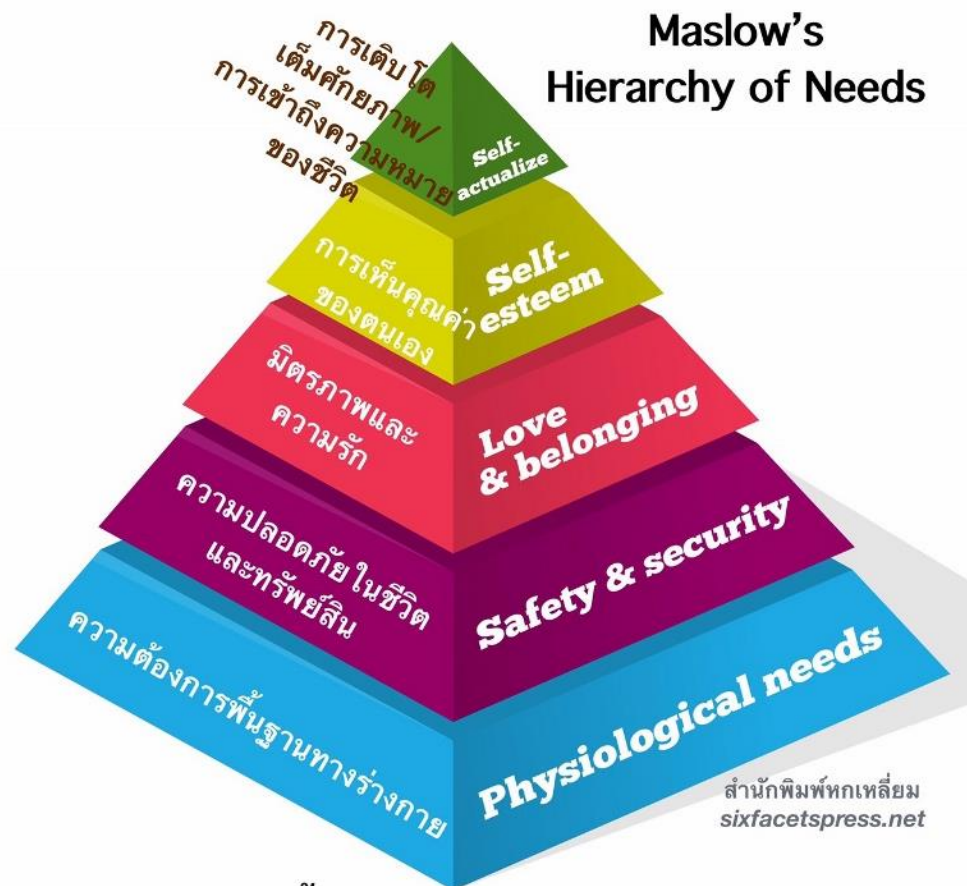 Maslow's
Hierarchy of Needs
การเติบโต
เต็มศักยภาพ/
การเข้าถึงความหมาย
ของชีวิต
Self-
actualize
การเห็นคุณค่า
ของตนเอง
Self-
esteem
มิตรภาพและ
ความรัก
Love
& belonging
ความปลอดภัยในชีวิต
และทรัพย์สิน
Safety & security
ความต้องการพื้นฐานทางร่างกาย
Physiological needs
สำนักพิมพ์หกเหลี่ยม
sixfacetspress.net